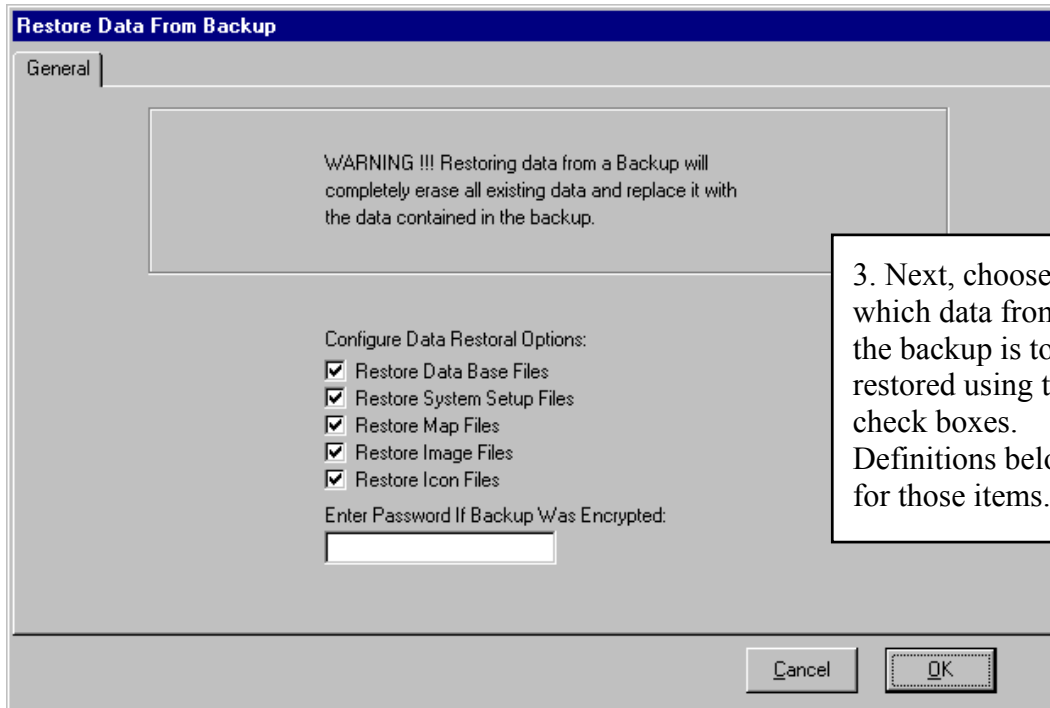 Restore Data From Backup
General
WARNING !!! Restoring data from a Backup will
completely erase all existing data and replace it with
the data contained in the backup.
3. Next, choose
which data
the backup is
restored using
check boxes.
Definitions
for those items.
Configure Data Restoral Options:
Restore Data Base Files
Restore System Setup Files
Restore Map Files
Restore Image Files
Restore Icon Files
Enter Password If Backup Was Encrypted:
Cancel
OK